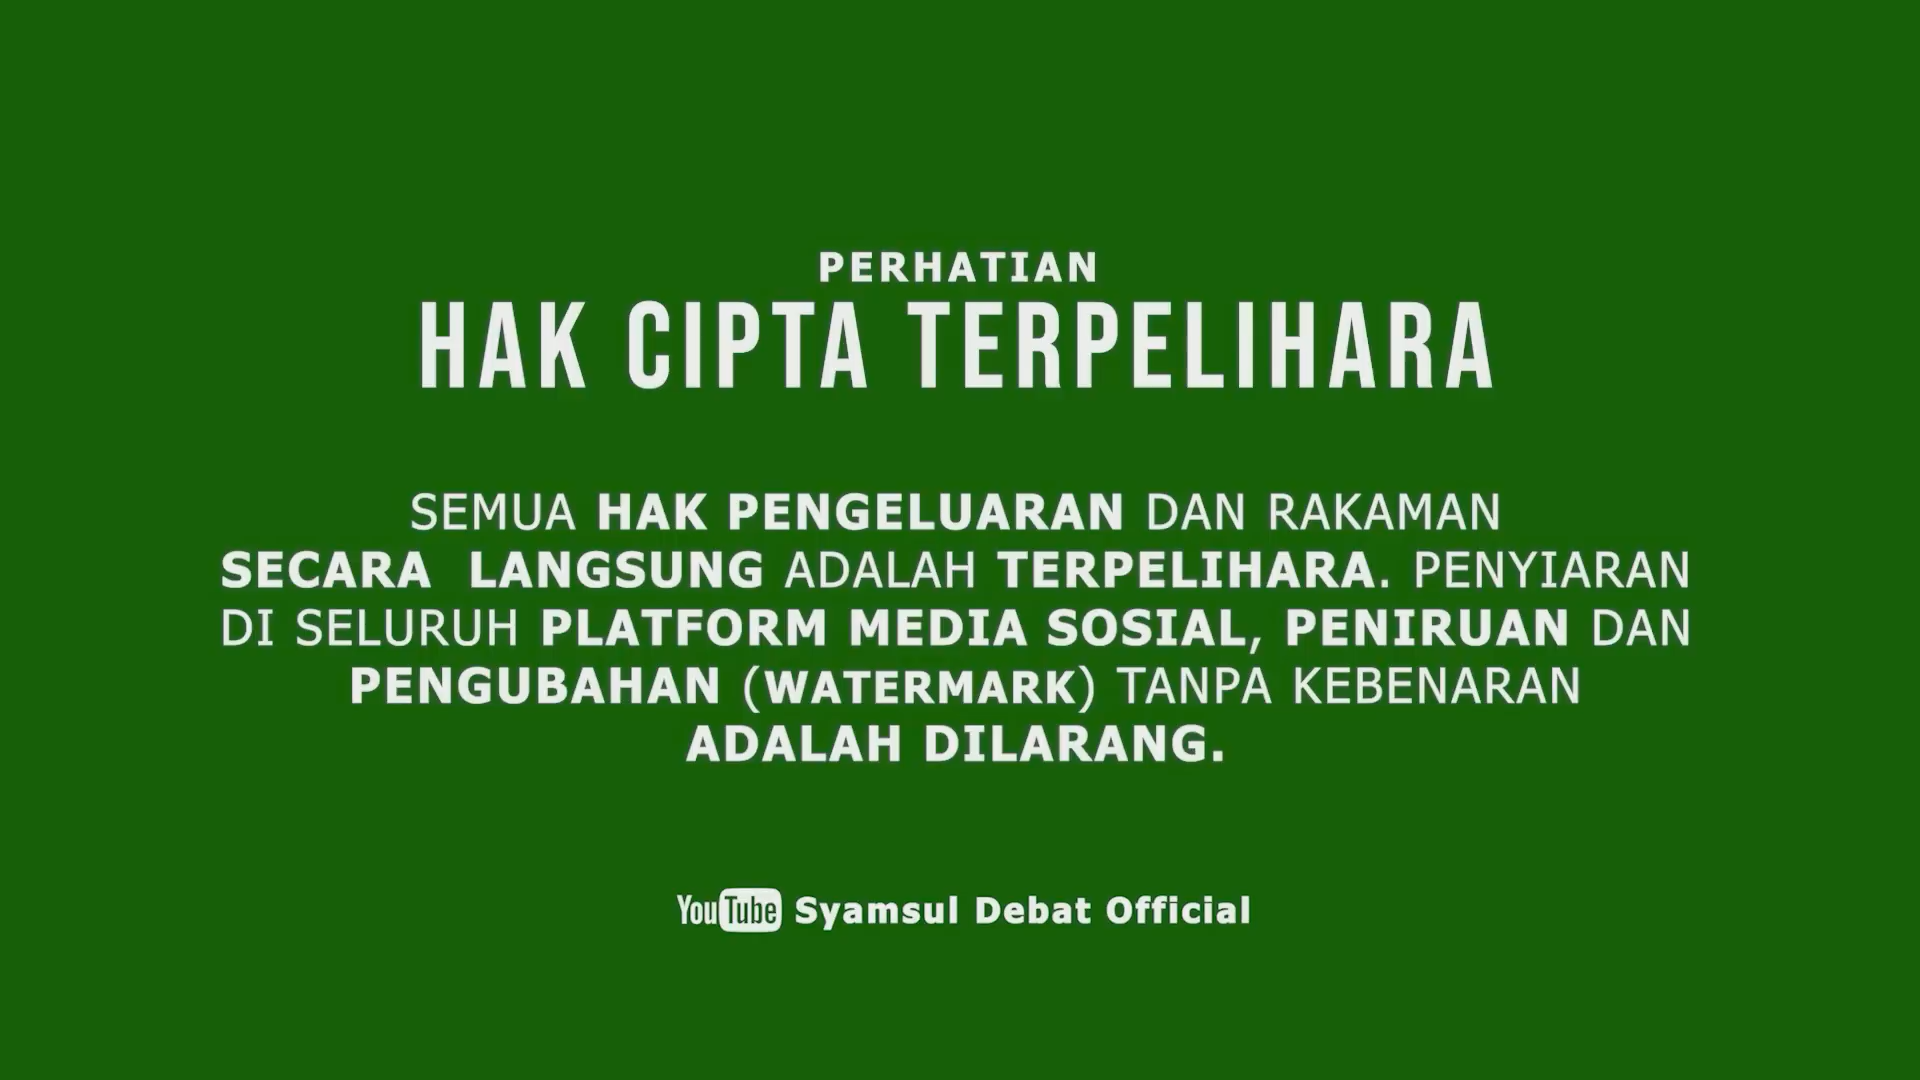 PERHATIAN
HAK CIPTA TERPELIHARA
SEMUA HAK PENGELUARAN DAN RAKAMAN
SECARA LANGSUNG ADALAH TERPELIHARA. PENYIARAN
DI SELURUH PLATFORM MEDIA SOSIAL, PENIRUAN DAN
PENGUBAHAN (WATERMARK) TANPA KEBENARAN
ADALAH DILARANG.
YouTube Syamsul Debat Official